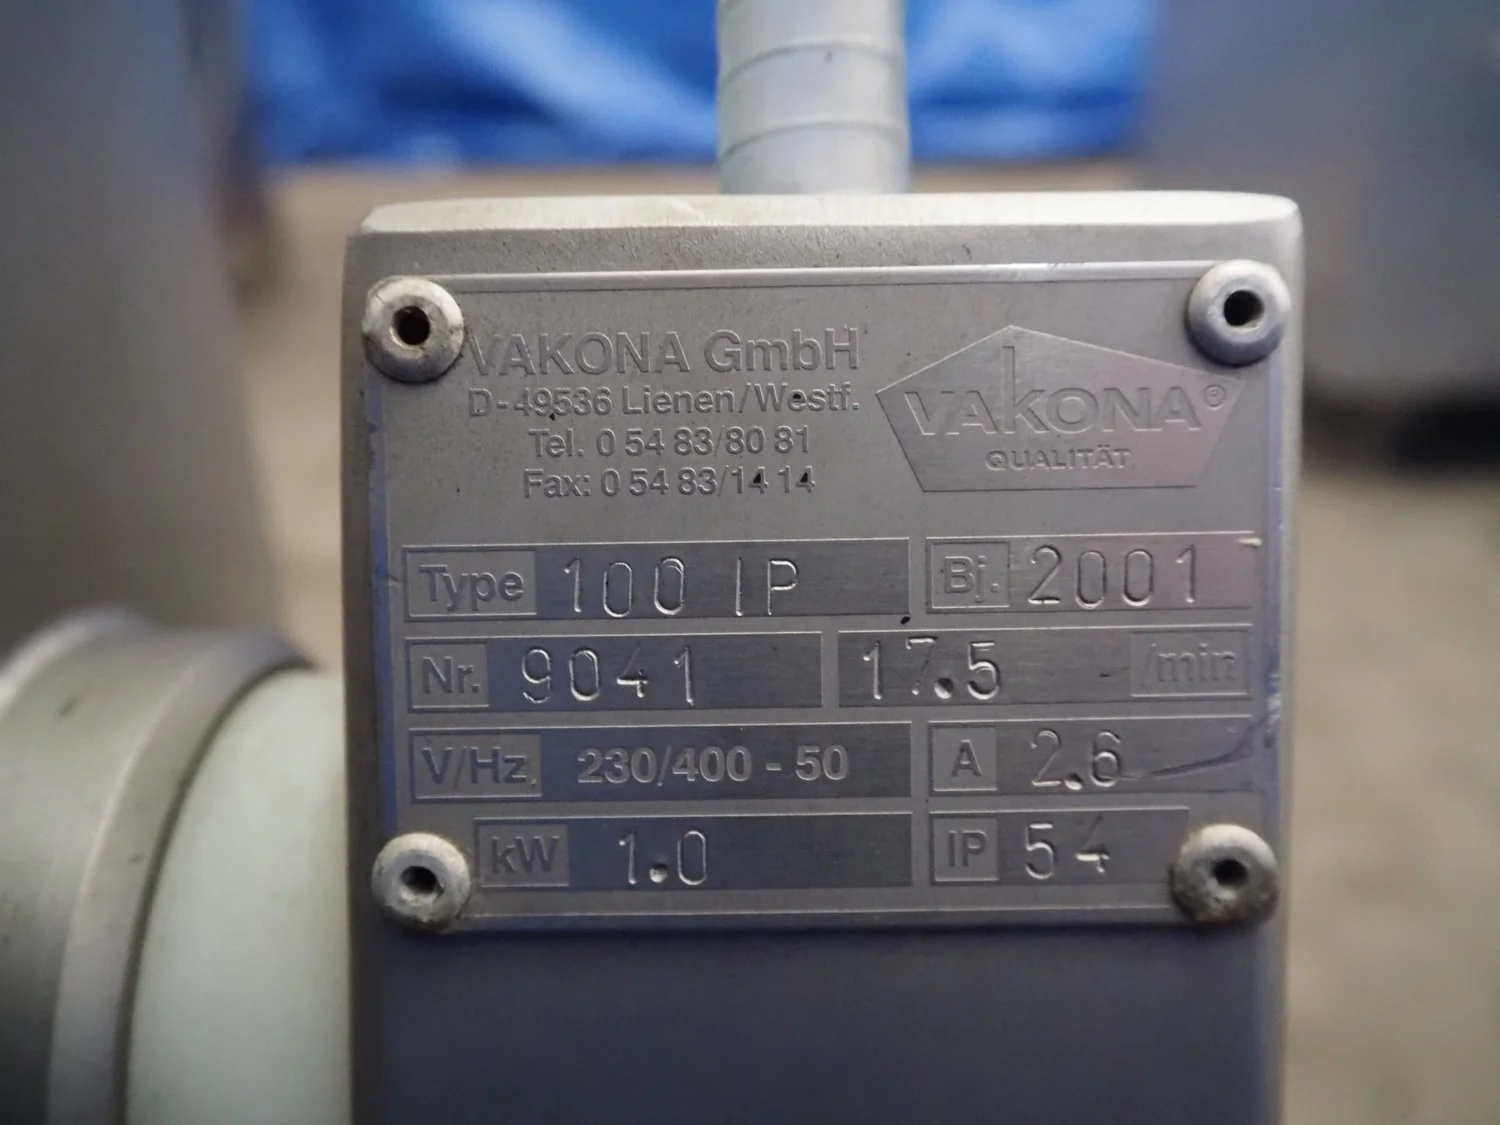 VAKONA GmbH
D-49536 Lienen/Westf.
Tel. 0 54 83/80 81
Fax: 0 54 83/14 14
VAKONA®
QUALITÄT
Type 100 IP
Bj. 2001
Nr. 9041
17.5 /min
V/Hz. 230/400 - 50
A 2.6
kW 1.0
IP 54